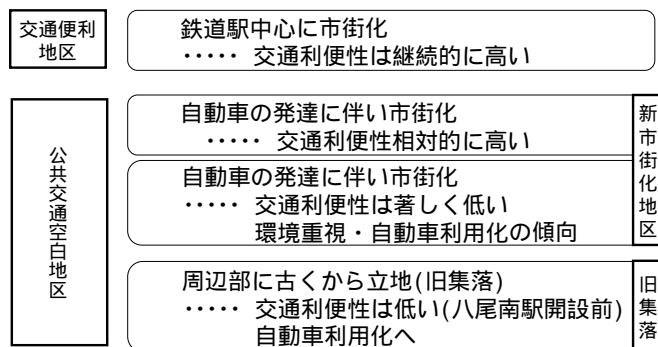 交通便利
地区
鉄道駅中心に市街化
・・・・・ 交通利便性は継続的に高い
公共交通空白地区
自動車の発達に伴い市街化
・・・・・ 交通利便性相対的に高い
自動車の発達に伴い市街化
・・・・・ 交通利便性は著しく低い
環境重視・自動車利用化の傾向
新市街化地区
周辺部に古くから立地(旧集落)
・・・・・ 交通利便性は低い(八尾南駅開設前)
自動車利用化へ
旧集落